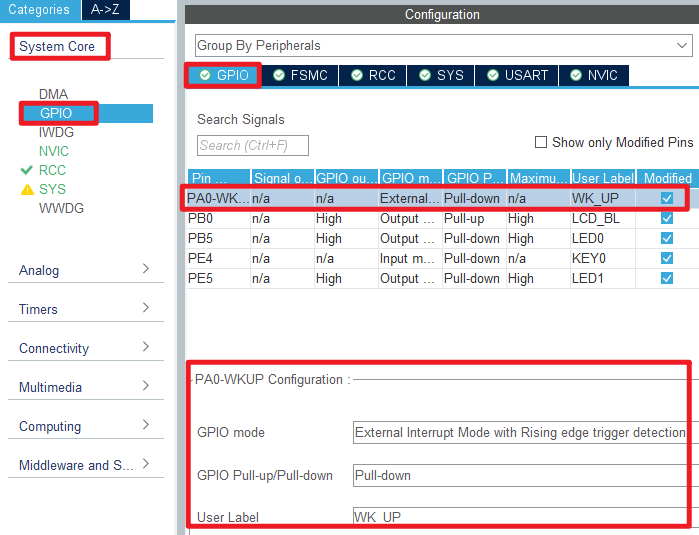 Categories A->Z
System Core
DMA
GPIO
IWDG
NVIC
RCC
SYS
WWDG
Analog
Timers
Connectivity
Multimedia
Computing
Middleware and S...
Configuration
Group By Peripherals
GPIO FSMC RCC SYS USART NVIC
Search Signals
Search (Ctrl+F)
Show only Modified Pins
Pin Signal o... GPIO ou... GPIO m... GPIO P... Maximu... User Label Modified
PA0-WK... n/a n/a External... Pull-down n/a WK_UP
PB0 n/a High Output ... Pull-up High LCD_BL
PB5 n/a High Output ... Pull-down High LED0
PE4 n/a n/a Input m... Pull-down n/a KEY0
PE5 n/a High Output ... Pull-down High LED1
PA0-WKUP Configuration :
GPIO mode External Interrupt Mode with Rising edge trigger detection
GPIO Pull-up/Pull-down Pull-down
User Label WK_UP